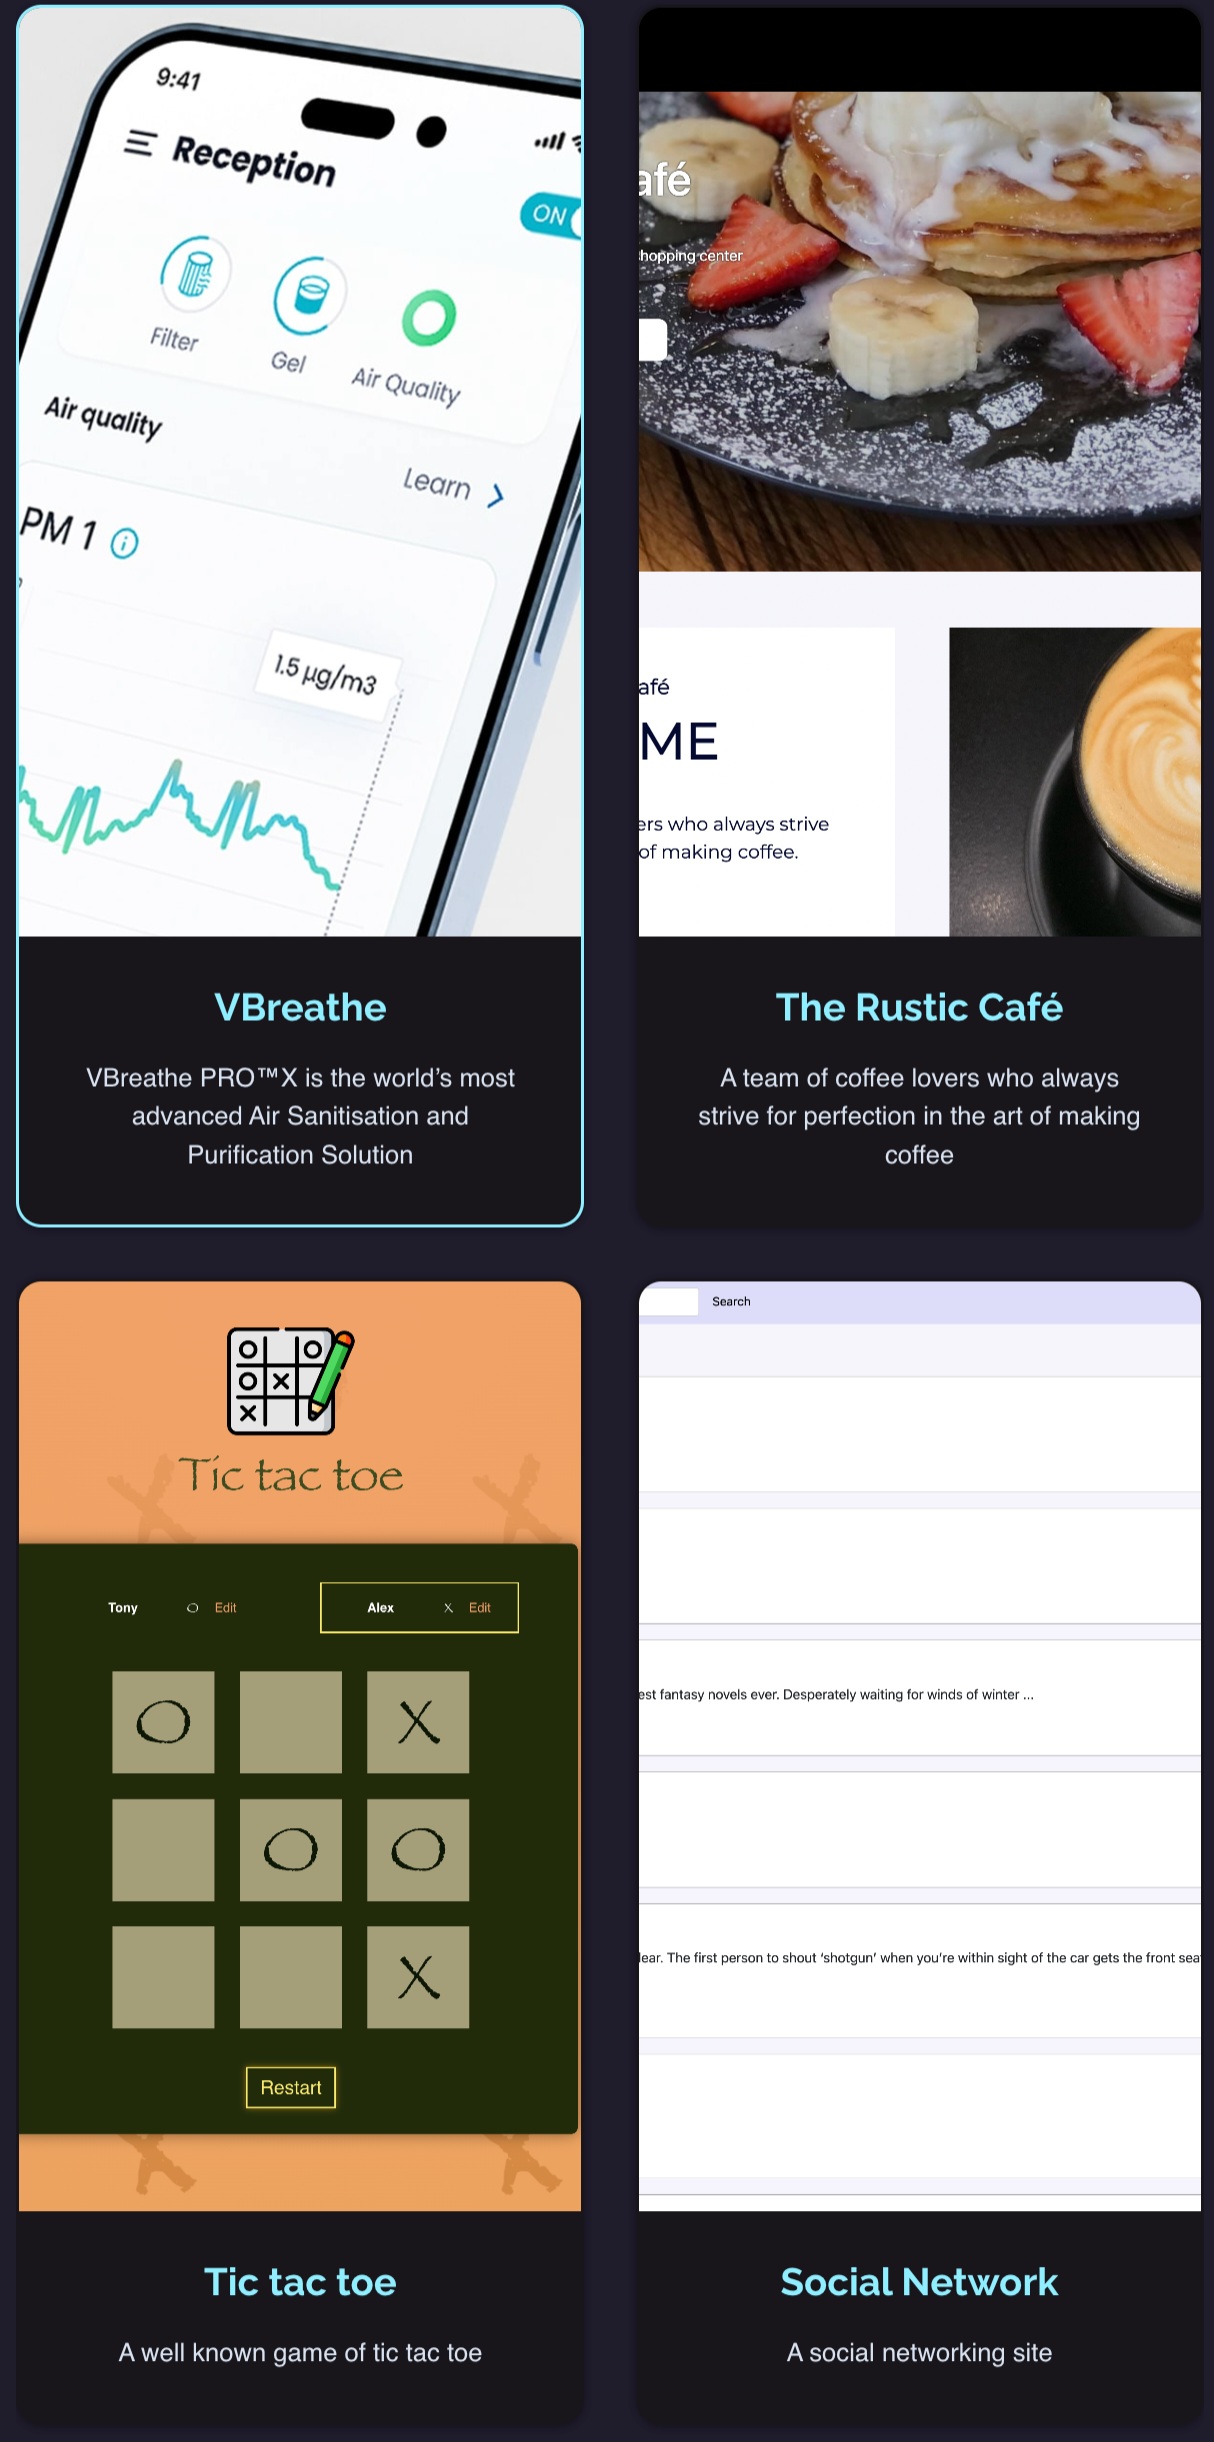 9:41
Reception
ON
Filter
Gel
Air Quality
Air quality
Learn
PM 1
1.5 µg/m3
VBreathe
VBreathe PRO™X is the world’s most
advanced Air Sanitisation and
Purification Solution
afé
shopping center
afé
ME
ers who always strive
of making coffee.
The Rustic Café
A team of coffee lovers who always
strive for perfection in the art of making
coffee
Tic tac toe
Tony O Edit
Alex X Edit
O X
O O
X
Restart
Tic tac toe
A well known game of tic tac toe
Search
est fantasy novels ever. Desperately waiting for winds of winter ...
lear. The first person to shout ‘shotgun’ when you’re within sight of the car gets the front sea
Social Network
A social networking site